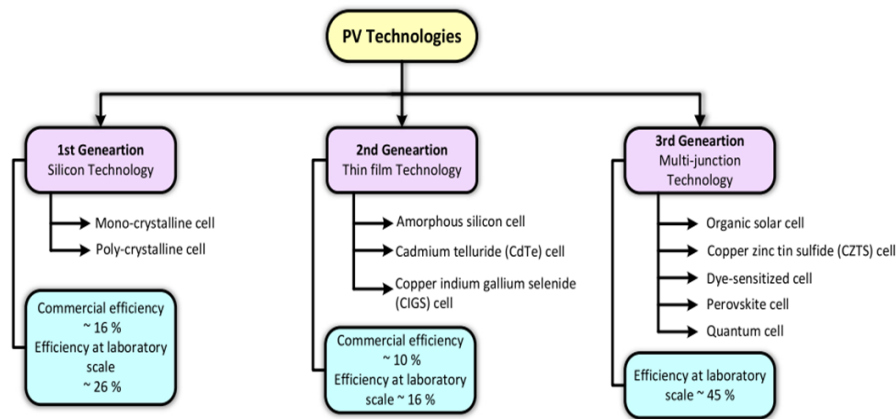 PV Technologies
1st Geneartion
Silicon Technology
Mono-crystalline cell
Poly-crystalline cell
Commercial efficiency
~ 16 %
Efficiency at laboratory
scale
~ 26 %
2nd Geneartion
Thin film Technology
Amorphous silicon cell
Cadmium telluride (CdTe) cell
Copper indium gallium selenide
(CIGS) cell
Commercial efficiency
~ 10 %
Efficiency at laboratory
scale ~ 16 %
3rd Geneartion
Multi-junction
Technology
Organic solar cell
Copper zinc tin sulfide (CZTS) cell
Dye-sensitized cell
Perovskite cell
Quantum cell
Efficiency at laboratory
scale ~ 45 %